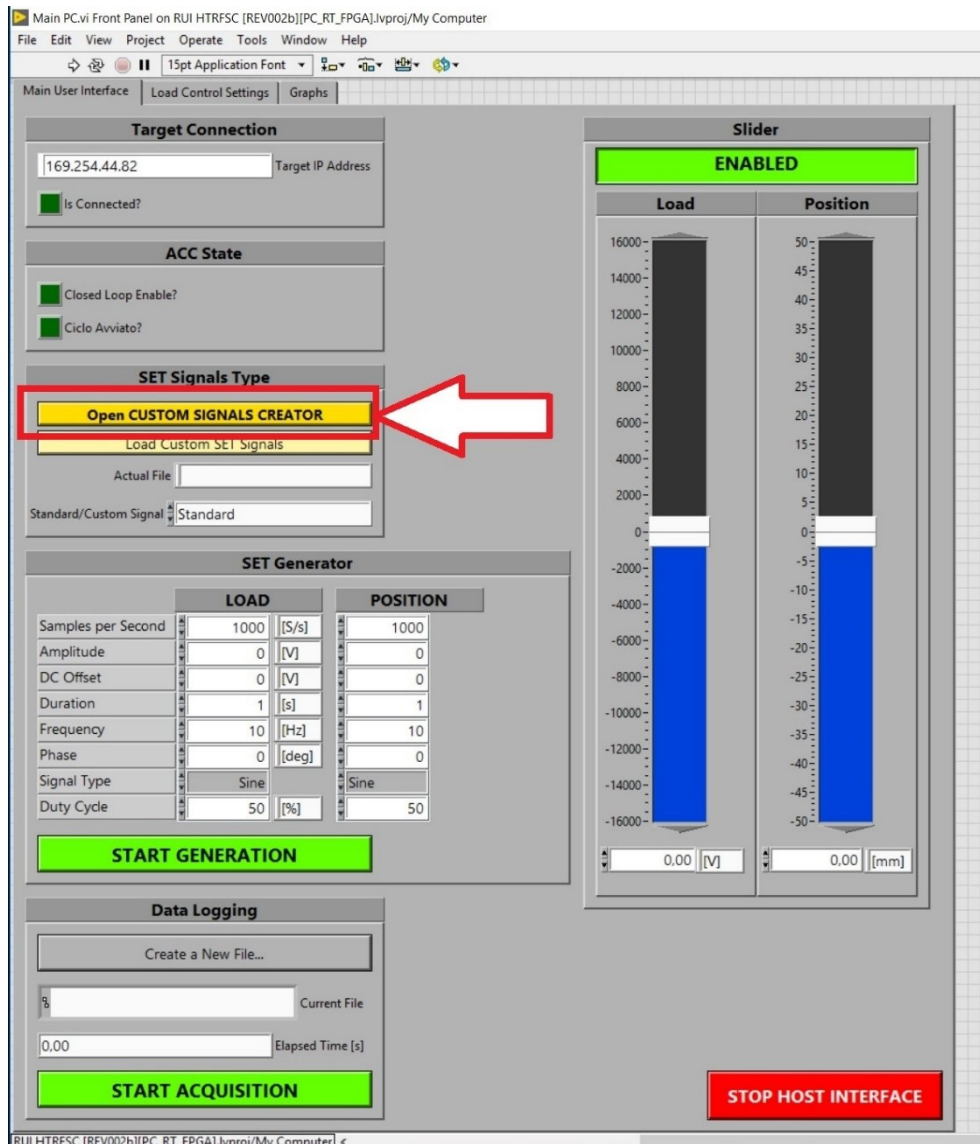 Main PC.vi Front Panel on RUI HTRFSC [REV002b][PC_RT_FPGA].lvproj/My Computer
File Edit View Project Operate Tools Window Help
15pt Application Font
Main User Interface Load Control Settings Graphs
Target Connection
169.254.44.82 Target IP Address
Is Connected?
ACC State
Closed Loop Enable?
Ciclo Avviato?
SET Signals Type
Open CUSTOM SIGNALS CREATOR
Load Custom SET Signals
Actual File
Standard/Custom Signal Standard
SET Generator
LOAD POSITION
Samples per Second 1000 [S/s] 1000
Amplitude 0 [V] 0
DC Offset 0 [V] 0
Duration 1 [s] 1
Frequency 10 [Hz] 10
Phase 0 [deg] 0
Signal Type Sine Sine
Duty Cycle 50 [%] 50
START GENERATION
Data Logging
Create a New File...
Current File
0,00 Elapsed Time [s]
START ACQUISITION
Slider
ENABLED
Load Position
16000
14000
12000
10000
8000
6000
4000
2000
0
-2000
-4000
-6000
-8000
-10000
-12000
-14000
-16000
50
45
40
35
30
25
20
15
10
5
0
-5
-10
-15
-20
-25
-30
-35
-40
-45
-50
0,00 [V] 0,00 [mm]
STOP HOST INTERFACE
RUI HTRFSC [REV002b][PC_RT_FPGA].lvproj/My Computer <